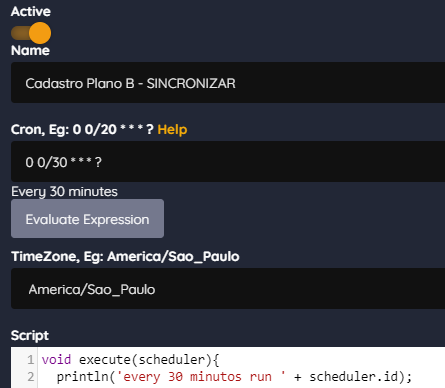 Active
Name
Cadastro Plano B - SINCRONIZAR
Cron, Eg: 0 0/20 * * * ? Help
0 0/30 * * * ?
Every 30 minutes
Evaluate Expression
TimeZone, Eg: America/Sao_Paulo
America/Sao_Paulo
Script
1 void execute(scheduler){
2 println('every 30 minutos run ' + scheduler.id);